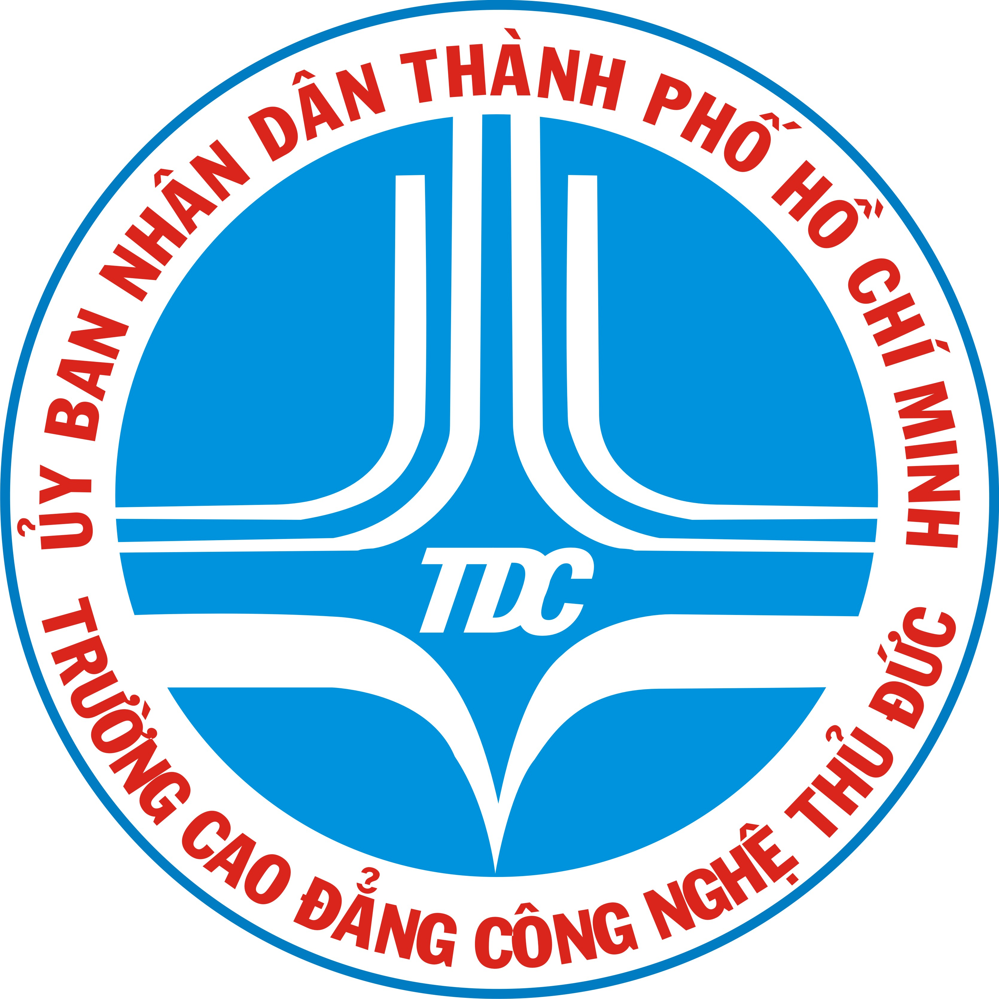 ỦY BAN NHÂN DÂN THÀNH PHỐ HỒ CHÍ MINH
TDC
TRƯỜNG CAO ĐẲNG CÔNG NGHỆ THỦ ĐỨC